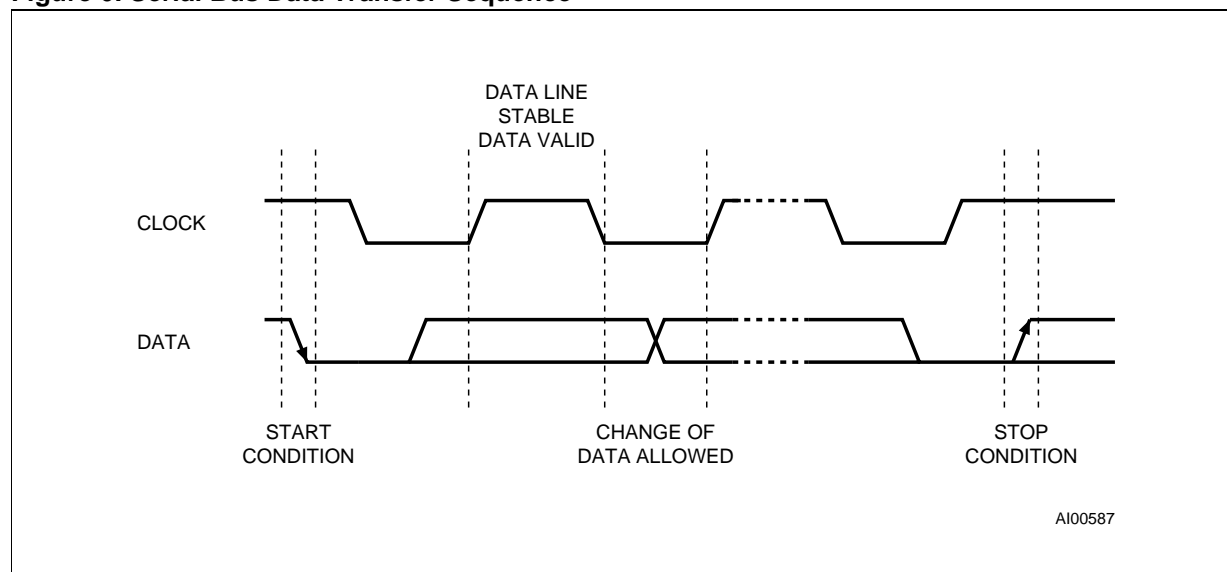 DATA LINE
STABLE
DATA VALID
CLOCK
DATA
START
CONDITION
CHANGE OF
DATA ALLOWED
STOP
CONDITION
AI00587